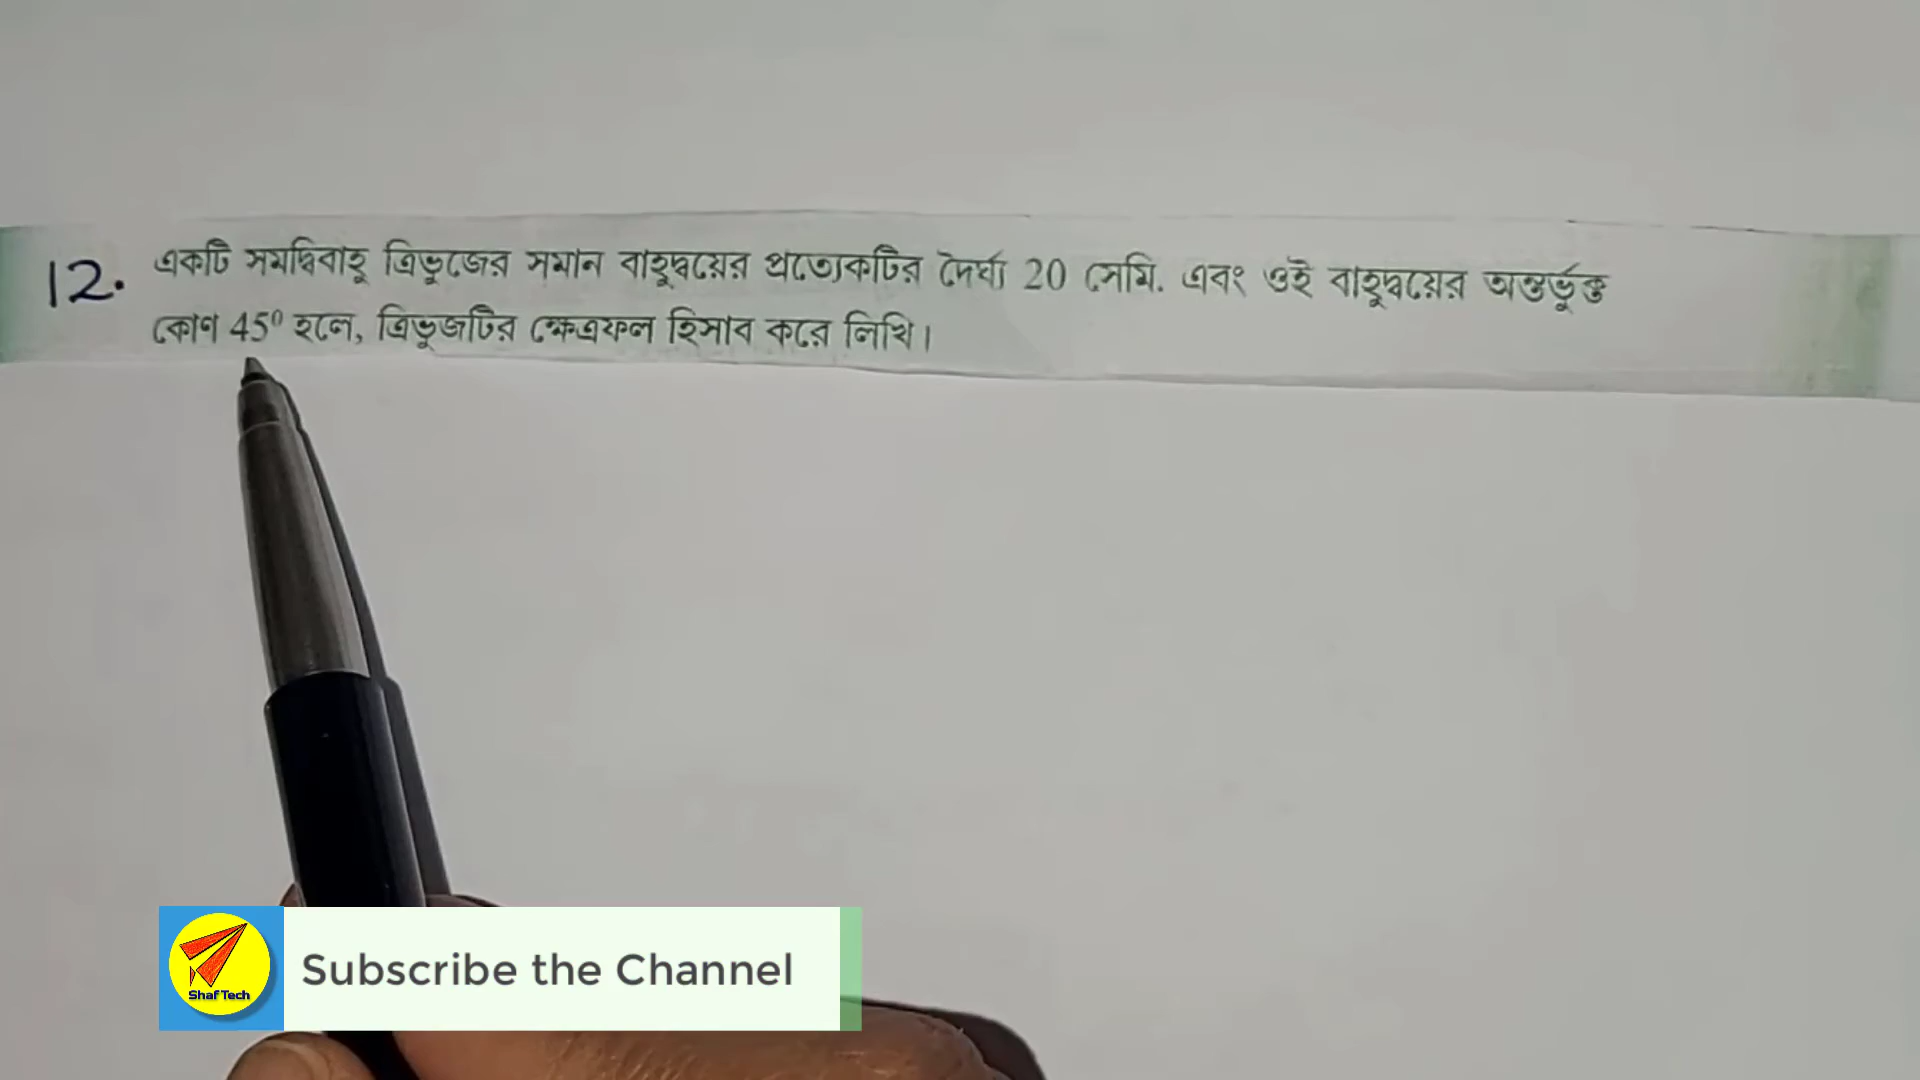 12. একটি সমদ্বিবাহু ত্রিভুজের সমান বাহুদ্বয়ের প্রত্যেকটির দৈর্ঘ্য 20 সেমি. এবং ওই বাহুদ্বয়ের অন্তর্ভুক্ত
কোণ 45⁰ হলে, ত্রিভুজটির ক্ষেত্রফল হিসাব করে লিখি।
Subscribe the Channel
Shaf Tech